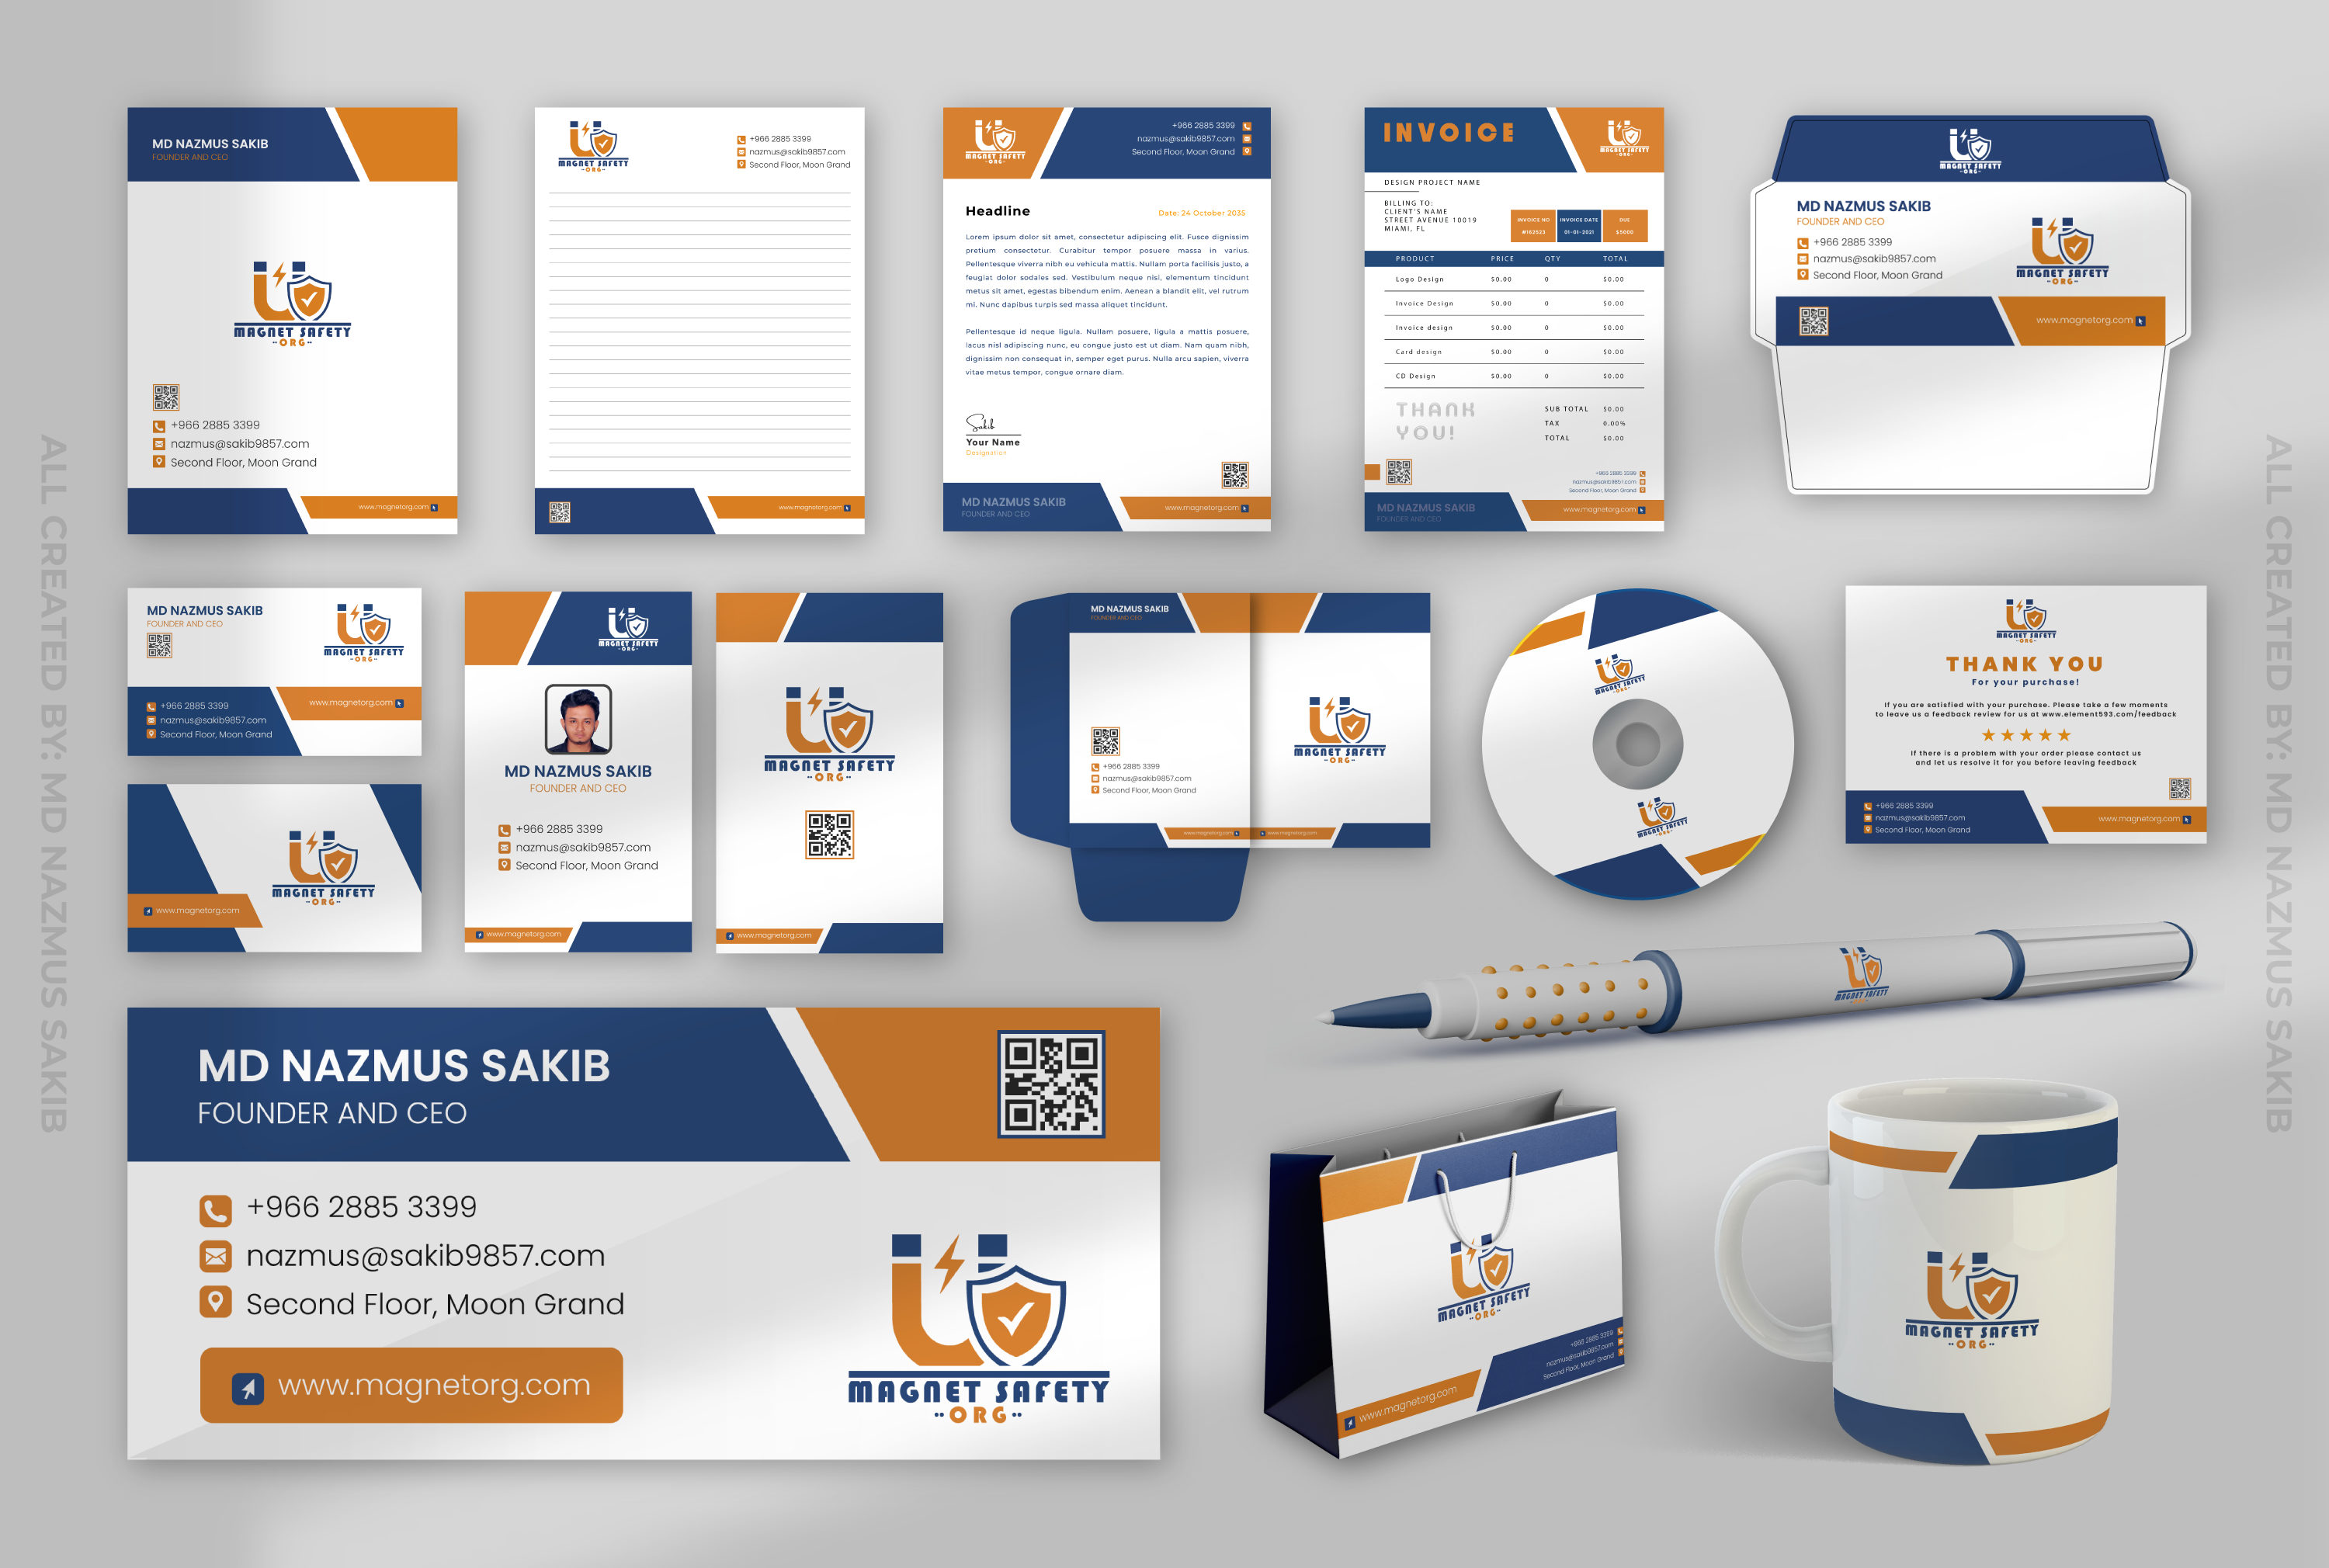 ALL CREATED BY: MD NAZMUS SAKIB
MD NAZMUS SAKIB
FOUNDER AND CEO
MAGNET SAFETY
ORG
+966 2885 3399
nazmus@sakib9857.com
Second Floor, Moon Grand
www.magnetorg.com
MAGNET SAFETY
ORG
+966 2885 3399
nazmus@sakib9857.com
Second Floor, Moon Grand
www.magnetorg.com
MAGNET SAFETY
ORG
+966 2885 3399
nazmus@sakib9857.com
Second Floor, Moon Grand
Headline
Date: 24 October 2035
Lorem ipsum dolor sit amet, consectetur adipiscing elit. Fusce dignissim
pretium consectetur. Curabitur tempor posuere massa in varius.
Pellentesque viverra nibh eu vehicula mattis. Nullam porta facilisis justo, a
feugiat dolor sodales sed. Vestibulum neque nisi, elementum tincidunt
metus sit amet, egestas bibendum enim. Aenean a blandit elit, vel rutrum
mi. Nunc dapibus turpis sed massa aliquet tincidunt.
Pellentesque id neque ligula. Nullam posuere, ligula a mattis posuere,
lacus nisl adipiscing nunc, eu congue justo est ut diam. Nam quam nibh,
dignissim non consequat in, semper eget purus. Nulla arcu sapien, viverra
vitae metus tempor, congue ornare diam.
Sakib
Your Name
Designation
MD NAZMUS SAKIB
FOUNDER AND CEO
www.magnetorg.com
INVOICE
MAGNET SAFETY
ORG
DESIGN PROJECT NAME
BILLING TO:
CLIENT'S NAME
STREET AVENUE 10019
MIAMI, FL
INVOICE NO INVOICE DATE DUE
#102523 01-01-2021 $5000
PRODUCT PRICE QTY TOTAL
Logo Design $0.00 0 $0.00
Invoice Design $0.00 0 $0.00
Invoice design $0.00 0 $0.00
Card design $0.00 0 $0.00
CD Design $0.00 0 $0.00
THANK
YOU!
SUB TOTAL $0.00
TAX 0.00%
TOTAL $0.00
+966 2885 3399
nazmus@sakib9857.com
Second Floor, Moon Grand
MD NAZMUS SAKIB
FOUNDER AND CEO
www.magnetorg.com
MAGNET SAFETY
ORG
MD NAZMUS SAKIB
FOUNDER AND CEO
+966 2885 3399
nazmus@sakib9857.com
Second Floor, Moon Grand
MAGNET SAFETY
ORG
www.magnetorg.com
MD NAZMUS SAKIB
FOUNDER AND CEO
MAGNET SAFETY
ORG
+966 2885 3399
nazmus@sakib9857.com
Second Floor, Moon Grand
www.magnetorg.com
MAGNET SAFETY
ORG
www.magnetorg.com
MAGNET SAFETY
ORG
MD NAZMUS SAKIB
FOUNDER AND CEO
+966 2885 3399
nazmus@sakib9857.com
Second Floor, Moon Grand
www.magnetorg.com
MAGNET SAFETY
ORG
www.magnetorg.com
MD NAZMUS SAKIB
FOUNDER AND CEO
+966 2885 3399
nazmus@sakib9857.com
Second Floor, Moon Grand
www.magnetorg.com
MAGNET SAFETY
ORG
www.magnetorg.com
MAGNET SAFETY
ORG
MAGNET SAFETY
ORG
MAGNET SAFETY
ORG
THANK YOU
For your purchase!
If you are satisfied with your purchase. Please take a few moments
to leave us a feedback review for us at www.element593.com/feedback
If there is a problem with your order please contact us
and let us resolve it for you before leaving feedback
+966 2885 3399
nazmus@sakib9857.com
Second Floor, Moon Grand
www.magnetorg.com
MAGNET SAFETY
ORG
MD NAZMUS SAKIB
FOUNDER AND CEO
+966 2885 3399
nazmus@sakib9857.com
Second Floor, Moon Grand
www.magnetorg.com
MAGNET SAFETY
ORG
MAGNET SAFETY
ORG
+966 2885 3399
nazmus@sakib9857.com
Second Floor, Moon Grand
www.magnetorg.com
MAGNET SAFETY
ORG
ALL CREATED BY: MD NAZMUS SAKIB